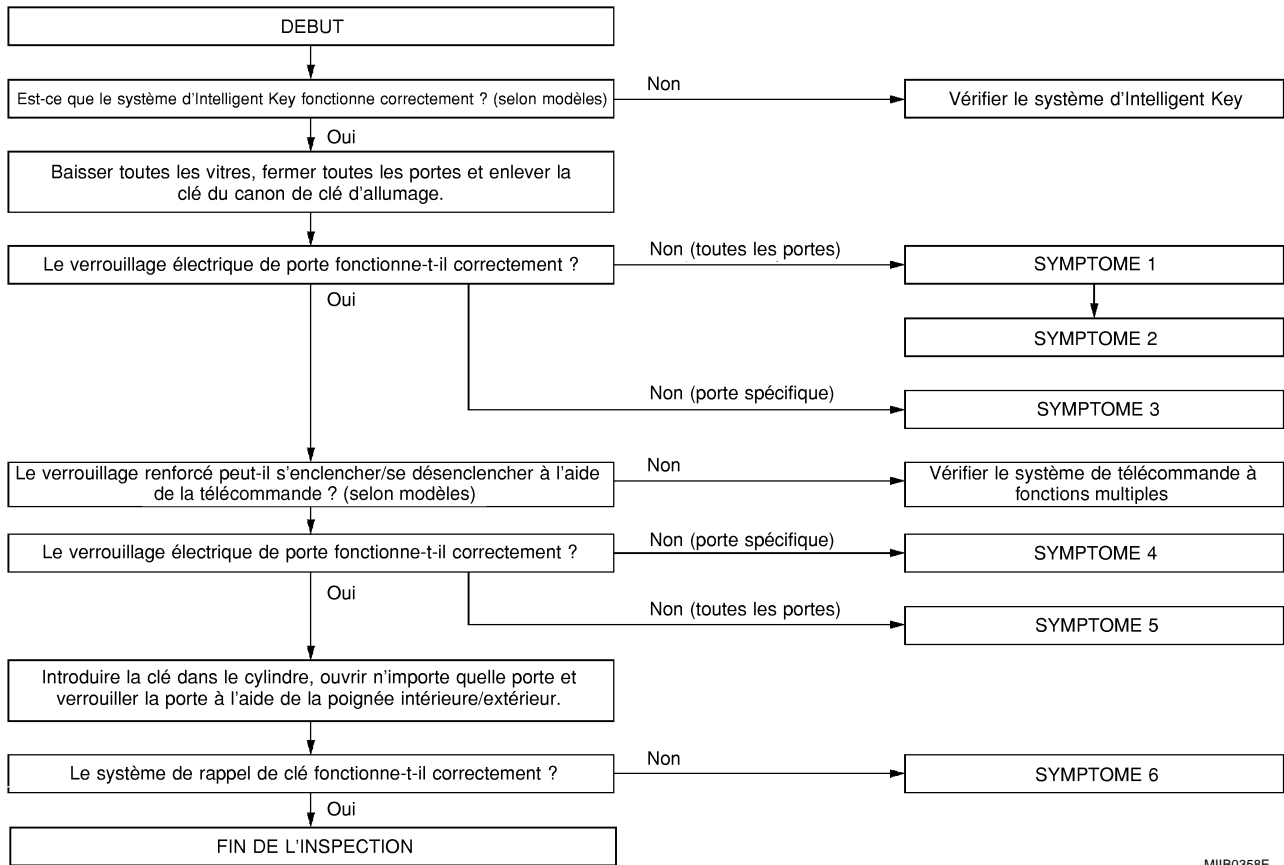 DEBUT
Est-ce que le système d'Intelligent Key fonctionne correctement ? (selon modèles)
Non
Vérifier le système d'Intelligent Key
Oui
Baisser toutes les vitres, fermer toutes les portes et enlever la
clé du canon de clé d'allumage.
Le verrouillage électrique de porte fonctionne-t-il correctement ?
Non (toutes les portes)
SYMPTOME 1
Oui
SYMPTOME 2
Non (porte spécifique)
SYMPTOME 3
Le verrouillage renforcé peut-il s'enclencher/se désenclencher à l'aide
de la télécommande ? (selon modèles)
Non
Vérifier le système de télécommande à
fonctions multiples
Le verrouillage électrique de porte fonctionne-t-il correctement ?
Non (porte spécifique)
SYMPTOME 4
Oui
Non (toutes les portes)
SYMPTOME 5
Introduire la clé dans le cylindre, ouvrir n'importe quelle porte et
verrouiller la porte à l'aide de la poignée intérieure/extérieur.
Le système de rappel de clé fonctionne-t-il correctement ?
Non
SYMPTOME 6
Oui
FIN DE L'INSPECTION
MIIB0358E